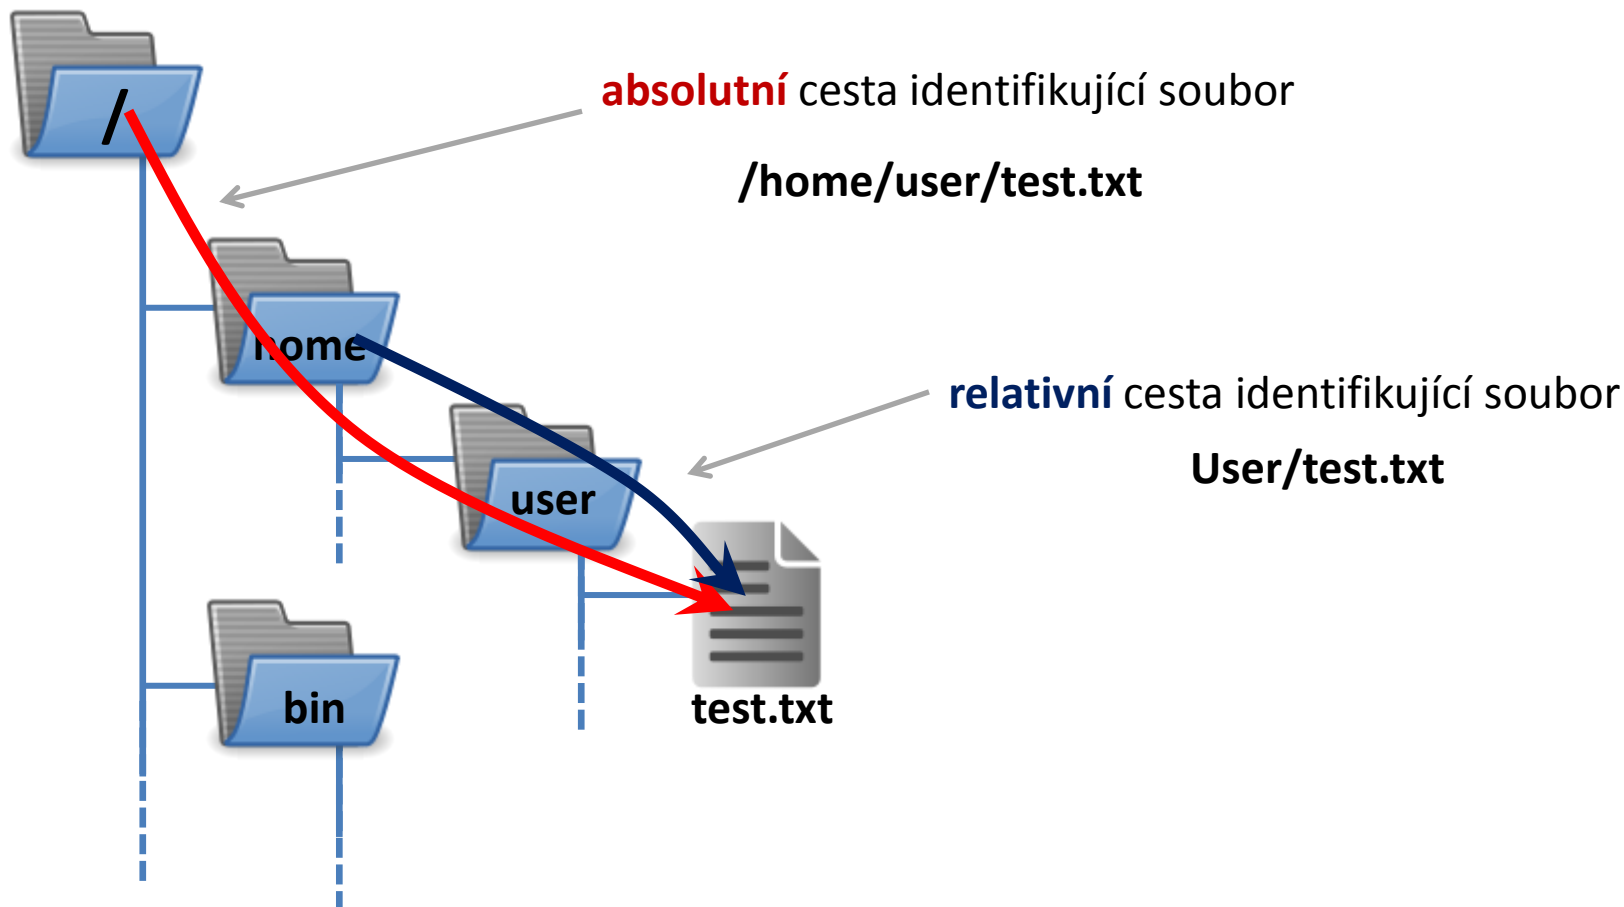 /
absolutní cesta identifikující soubor
/home/user/test.txt
home
relativní cesta identifikující soubor
User/test.txt
user
bin
test.txt